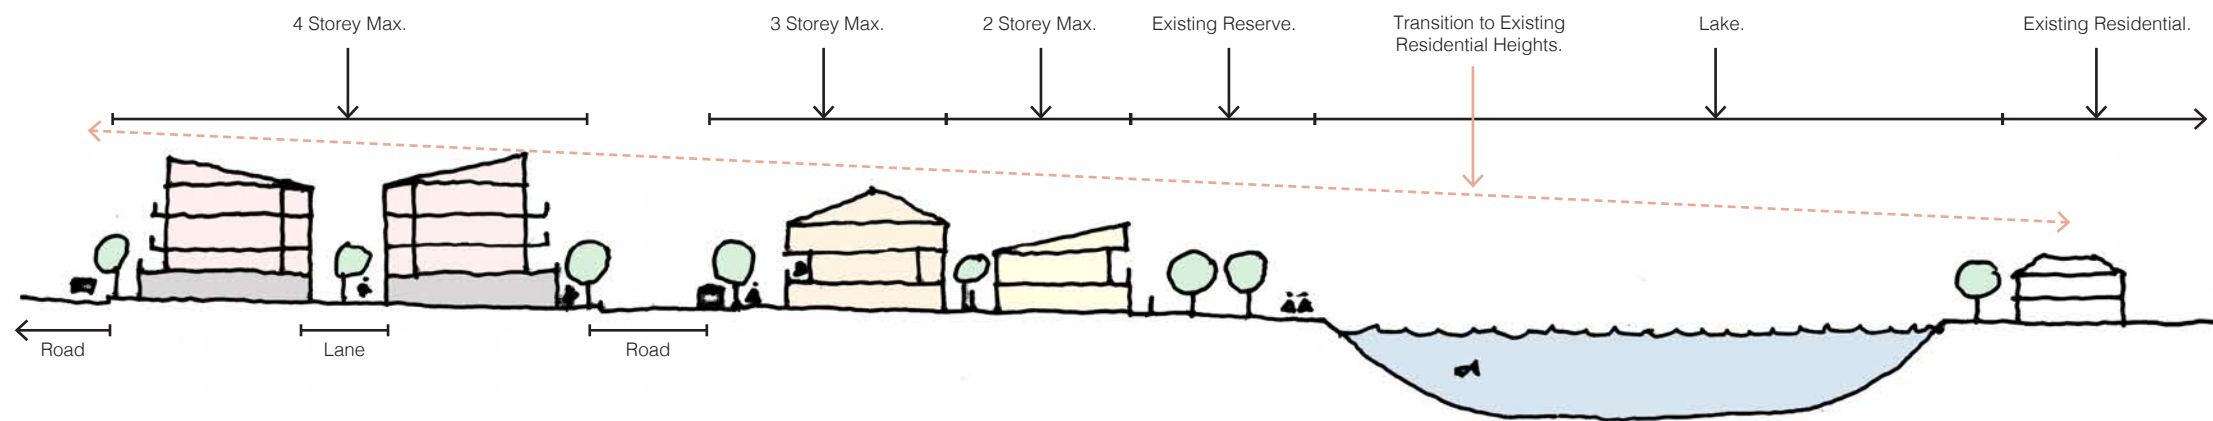 4 Storey Max.
3 Storey Max.
2 Storey Max.
Existing Reserve.
Transition to Existing
Residential Heights.
Lake.
Existing Residential.
Road
Lane
Road